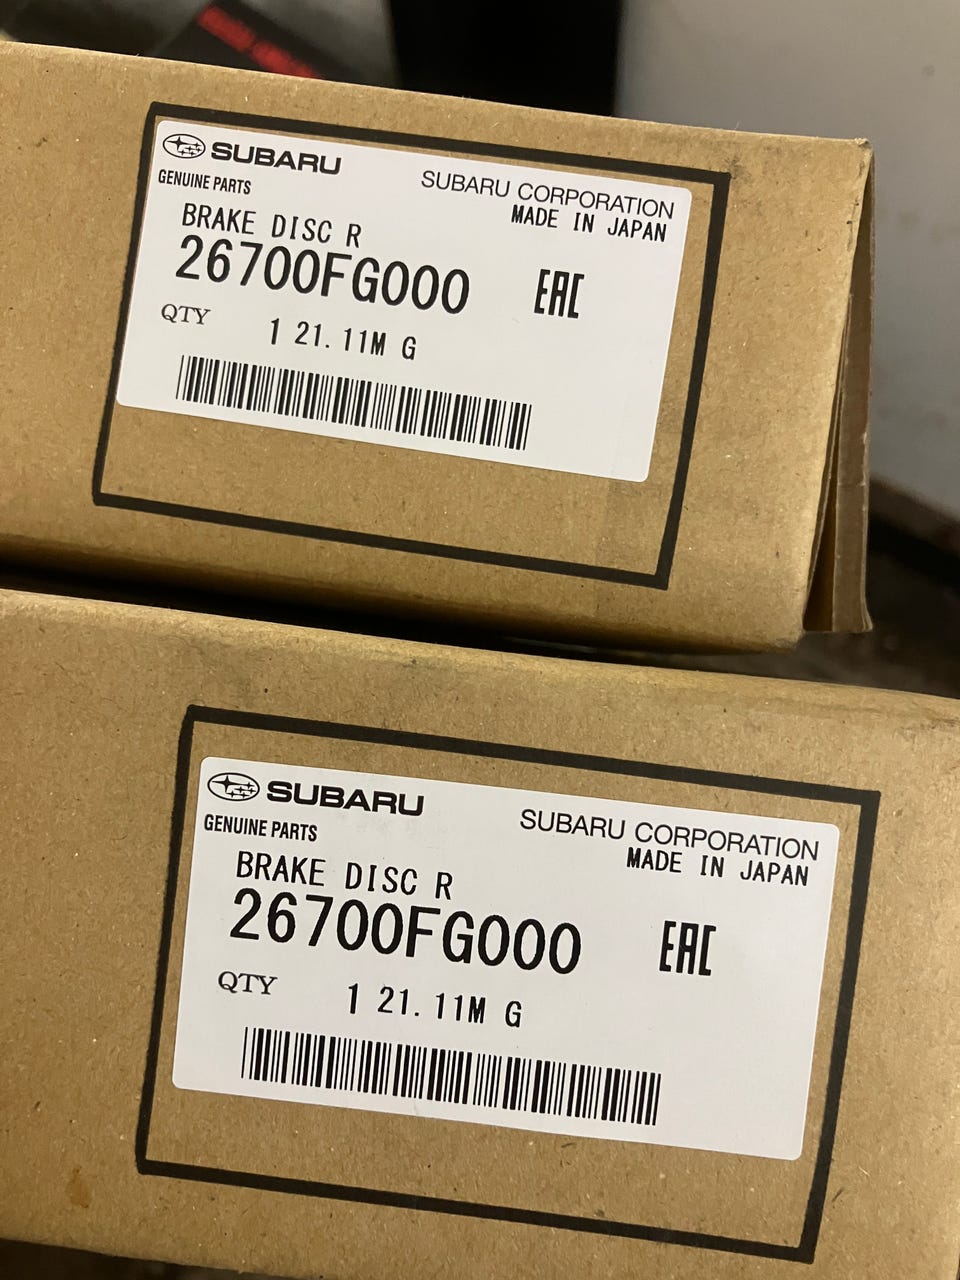 SUBARU
GENUINE PARTS
SUBARU CORPORATION
MADE IN JAPAN
BRAKE DISC R
26700FG000
EAC
QTY 1 21.11M G
SUBARU
GENUINE PARTS
SUBARU CORPORATION
MADE IN JAPAN
BRAKE DISC R
26700FG000
EAC
QTY 1 21.11M G